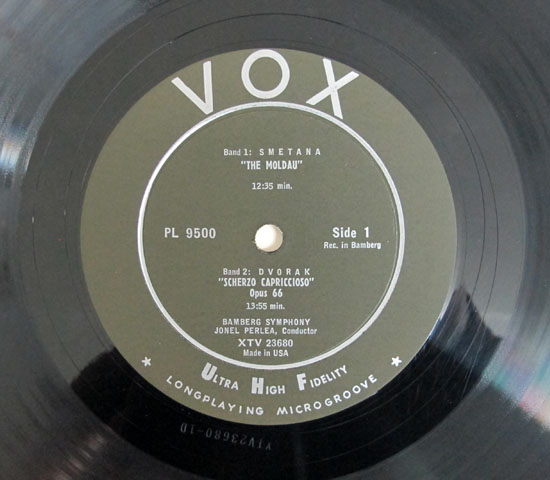 VOX
Band 1: SMETANA
"THE MOLDAU"
12:35 min.
PL 9500
Side 1
Rec. in Bamberg
Band 2: DVORAK
"SCHERZO CAPRICCIOSO"
Opus 66
13:55 min.
BAMBERG SYMPHONY
JONEL PERLEA, Conductor
XTV 23680
Made in USA
ULTRA HIGH FIDELITY
★ LONGPLAYING MICROGROOVE ★
XTV23680-1D